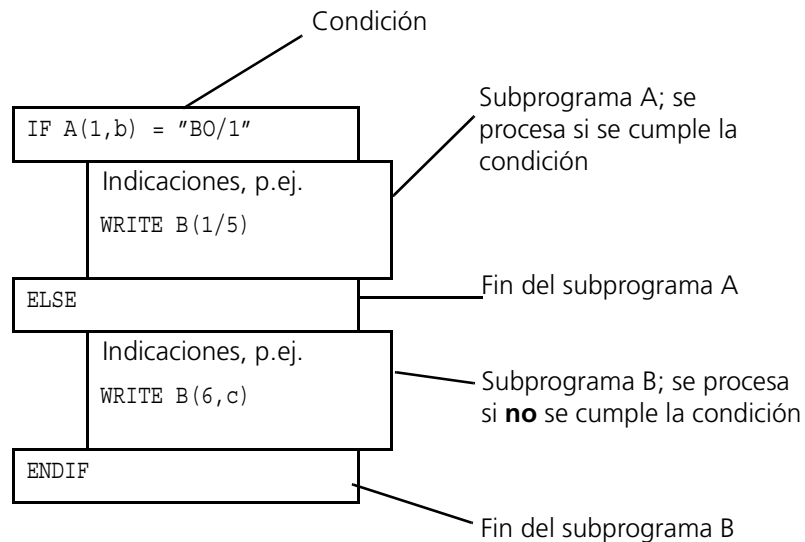 Condición
IF A(1,b) = "BO/1"
Subprograma A; se
procesa si se cumple la
condición
Indicaciones, p.ej.
WRITE B(1/5)
ELSE
Fin del subprograma A
Indicaciones, p.ej.
WRITE B(6,c)
Subprograma B; se procesa
si no se cumple la condición
ENDIF
Fin del subprograma B